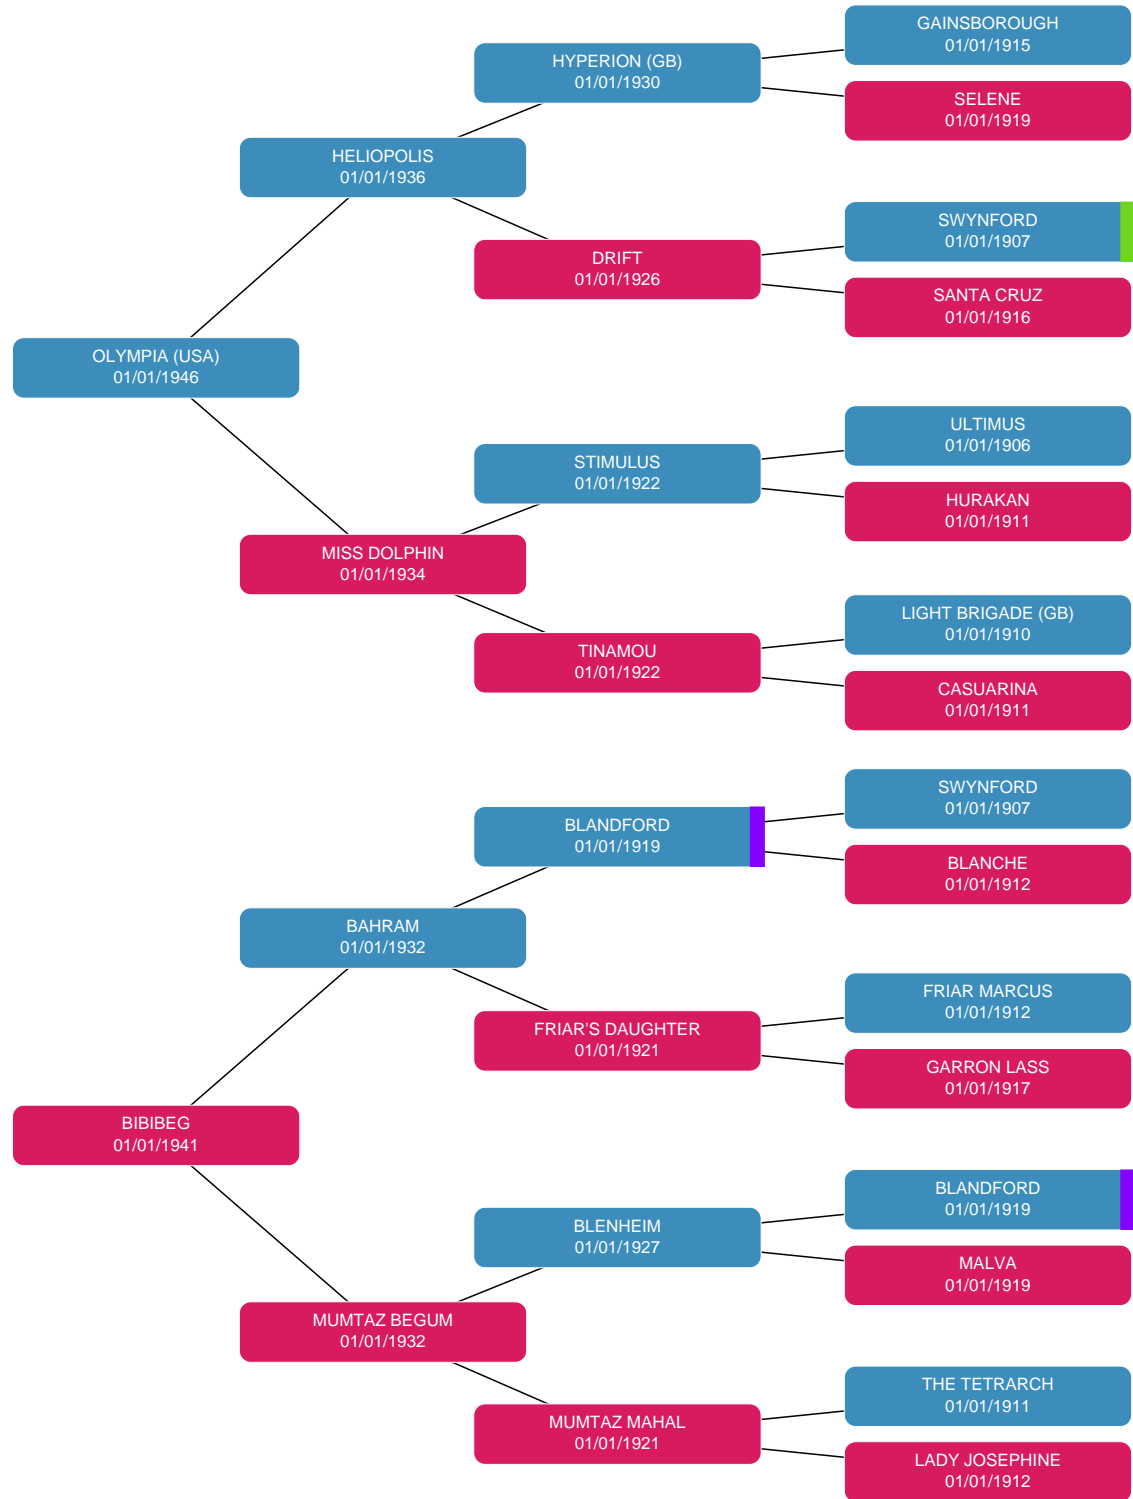 GAINSBOROUGH
01/01/1915
HYPERION (GB)
01/01/1930
SELENE
01/01/1919
HELIOPOLIS
01/01/1936
SWYNFORD
01/01/1907
DRIFT
01/01/1926
SANTA CRUZ
01/01/1916
OLYMPIA (USA)
01/01/1946
ULTIMUS
01/01/1906
STIMULUS
01/01/1922
HURAKAN
01/01/1911
MISS DOLPHIN
01/01/1934
LIGHT BRIGADE (GB)
01/01/1910
TINAMOU
01/01/1922
CASUARINA
01/01/1911
SWYNFORD
01/01/1907
BLANDFORD
01/01/1919
BLANCHE
01/01/1912
BAHRAM
01/01/1932
FRIAR MARCUS
01/01/1912
FRIAR'S DAUGHTER
01/01/1921
GARRON LASS
01/01/1917
BIBIBEG
01/01/1941
BLANDFORD
01/01/1919
BLENHEIM
01/01/1927
MALVA
01/01/1919
MUMTAZ BEGUM
01/01/1932
THE TETRARCH
01/01/1911
MUMTAZ MAHAL
01/01/1921
LADY JOSEPHINE
01/01/1912